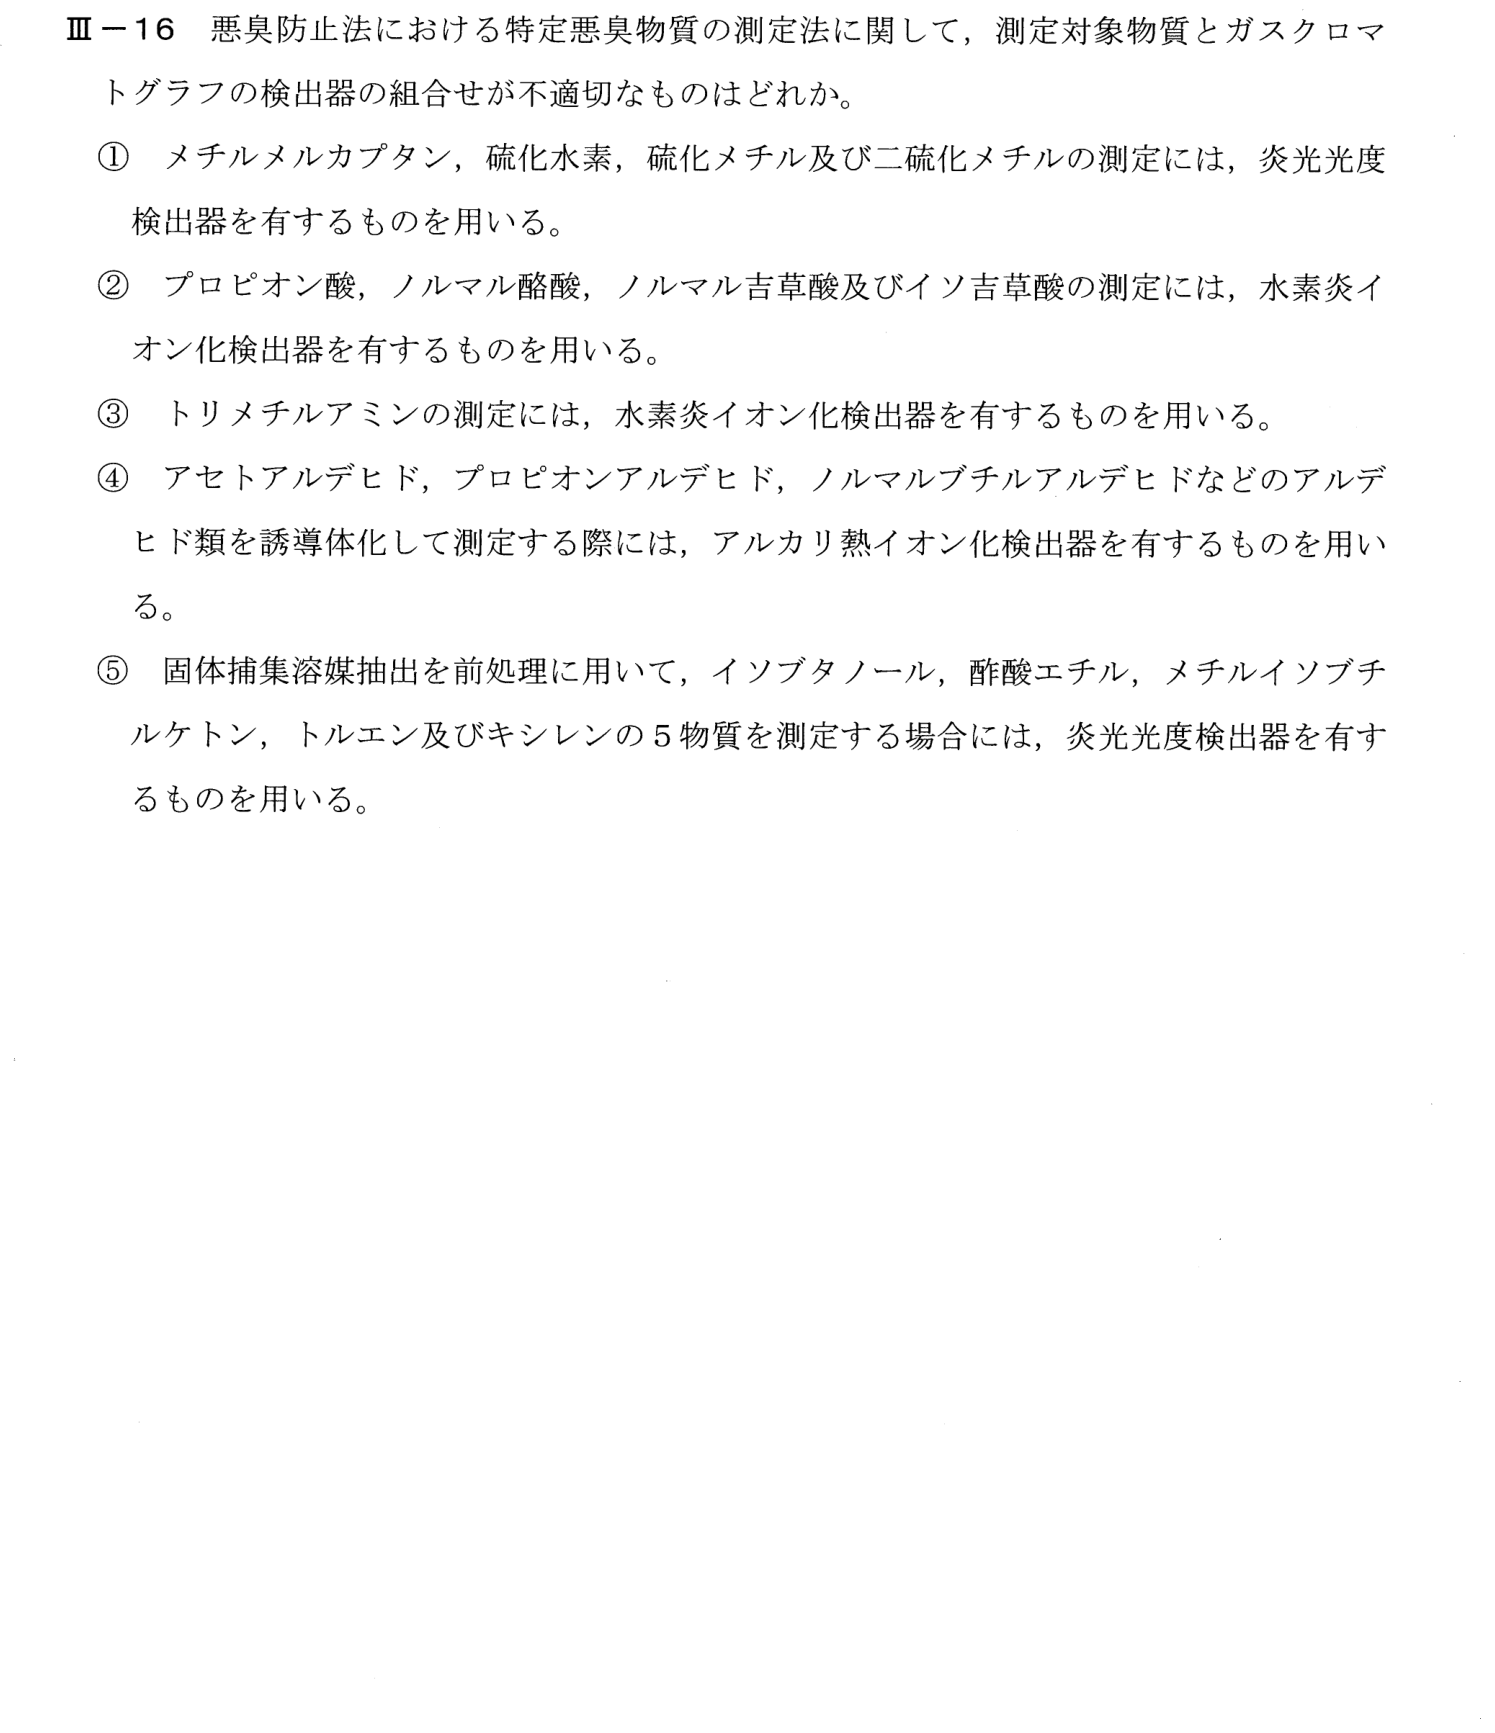 Ⅲ－16　悪臭防止法における特定悪臭物質の測定法に関して，測定対象物質とガスクロマ
トグラフの検出器の組合せが不適切なものはどれか。
①　メチルメルカプタン，硫化水素，硫化メチル及び二硫化メチルの測定には，炎光光度
検出器を有するものを用いる。
②　プロピオン酸，ノルマル酪酸，ノルマル吉草酸及びイソ吉草酸の測定には，水素炎イ
オン化検出器を有するものを用いる。
③　トリメチルアミンの測定には，水素炎イオン化検出器を有するものを用いる。
④　アセトアルデヒド，プロピオンアルデヒド，ノルマルブチルアルデヒドなどのアルデ
ヒド類を誘導体化して測定する際には，アルカリ熱イオン化検出器を有するものを用い
る。
⑤　固体捕集溶媒抽出を前処理に用いて，イソブタノール，酢酸エチル，メチルイソブチ
ルケトン，トルエン及びキシレンの５物質を測定する場合には，炎光光度検出器を有す
るものを用いる。